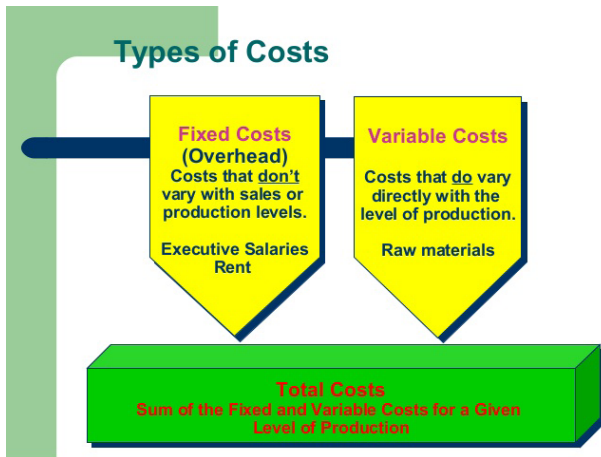 Types of Costs
Fixed Costs
(Overhead)
Costs that don't
vary with sales or
production levels.
Executive Salaries
Rent
Variable Costs
Costs that do vary
directly with the
level of production.
Raw materials
Total Costs
Sum of the Fixed and Variable Costs for a Given
Level of Production